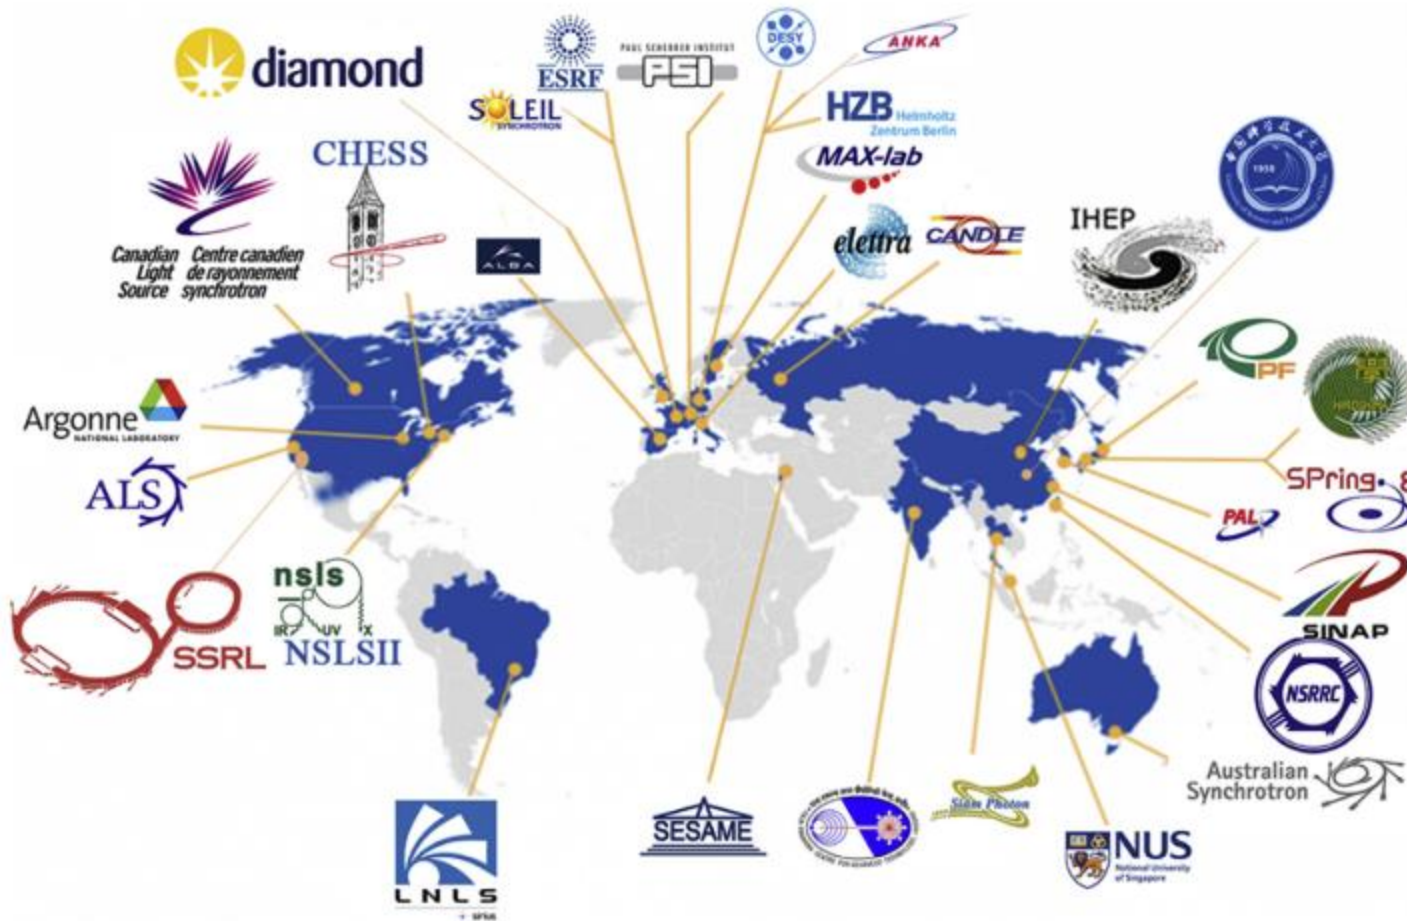 diamond
ESRF
PAUL SCHERRER INSTITUT
PSI
DESY
ANKA
SOLEIL
SYNCHROTRON
HZB Helmholtz
Zentrum Berlin
MAX-lab
CHESS
Canadian Centre canadien
Light de rayonnement
Source synchrotron
ALBA
elettra
CANDLE
IHEP
1958
PF
Argonne
NATIONAL LABORATORY
ALS
SPring-8
PAL
SINAP
nsls
IR UV X
NSLSII
SSRL
NSRRC
Australian
Synchrotron
LNLS
sirius
SESAME
Siam Photon
NUS
National University
of Singapore